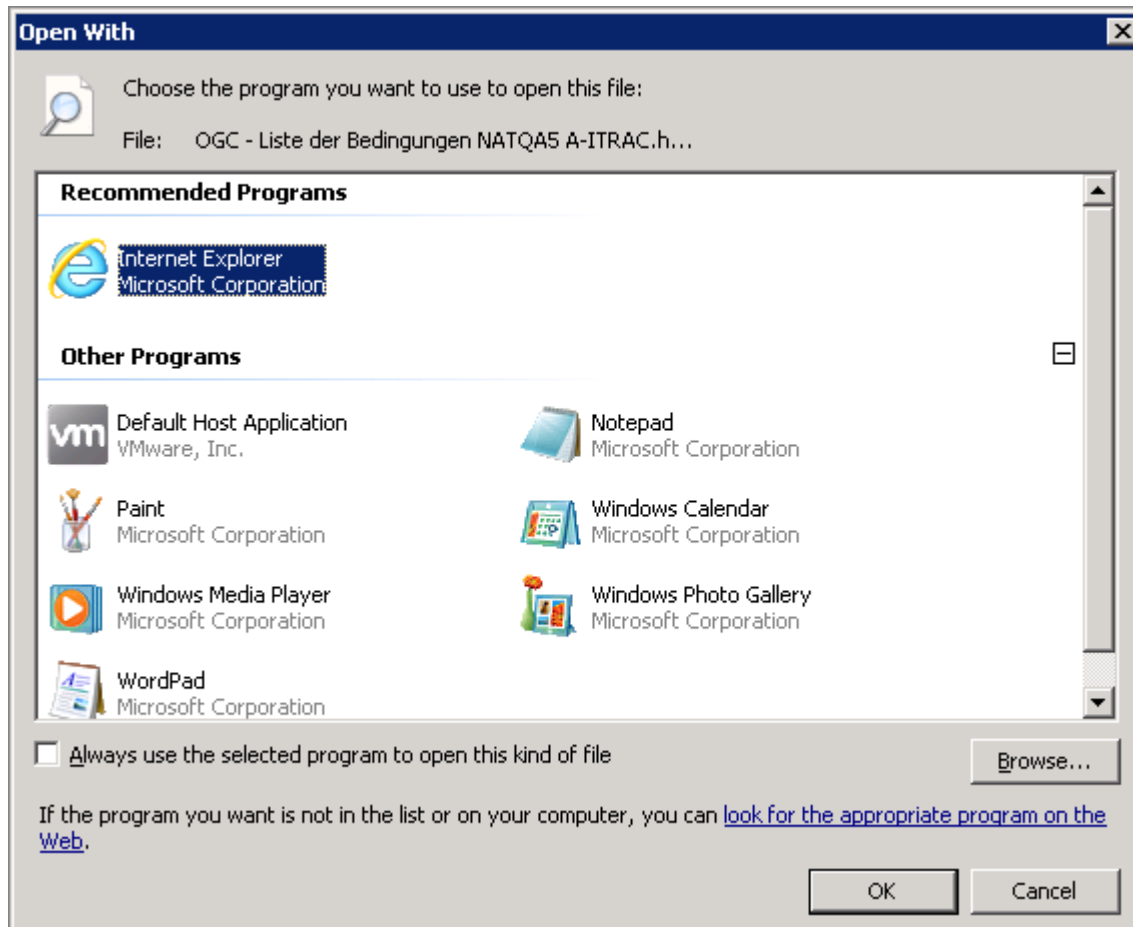 Open With
Choose the program you want to use to open this file:
File: OGC - Liste der Bedingungen NATQA5 A-ITRAC.h...
Recommended Programs
Internet Explorer
Microsoft Corporation
Other Programs
vm
Default Host Application
VMware, Inc.
Notepad
Microsoft Corporation
Paint
Microsoft Corporation
Windows Calendar
Microsoft Corporation
Windows Media Player
Microsoft Corporation
Windows Photo Gallery
Microsoft Corporation
WordPad
Microsoft Corporation
Always use the selected program to open this kind of file
Browse...
If the program you want is not in the list or on your computer, you can look for the appropriate program on the
Web.
OK
Cancel